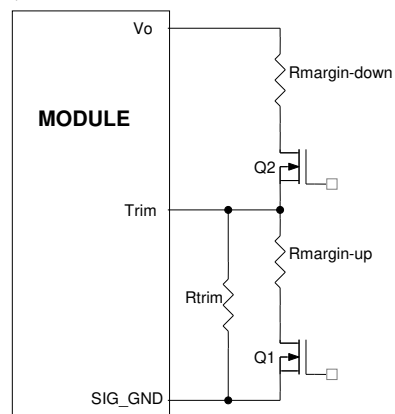 Vo
Rmargin-down
MODULE
Q2
Trim
Rmargin-up
Rtrim
Q1
SIG_GND